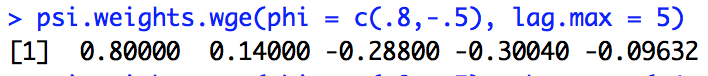 > psi.weights.wge(phi = c(.8,-.5), lag.max = 5)
[1]  0.80000  0.14000 -0.28800 -0.30040 -0.09632